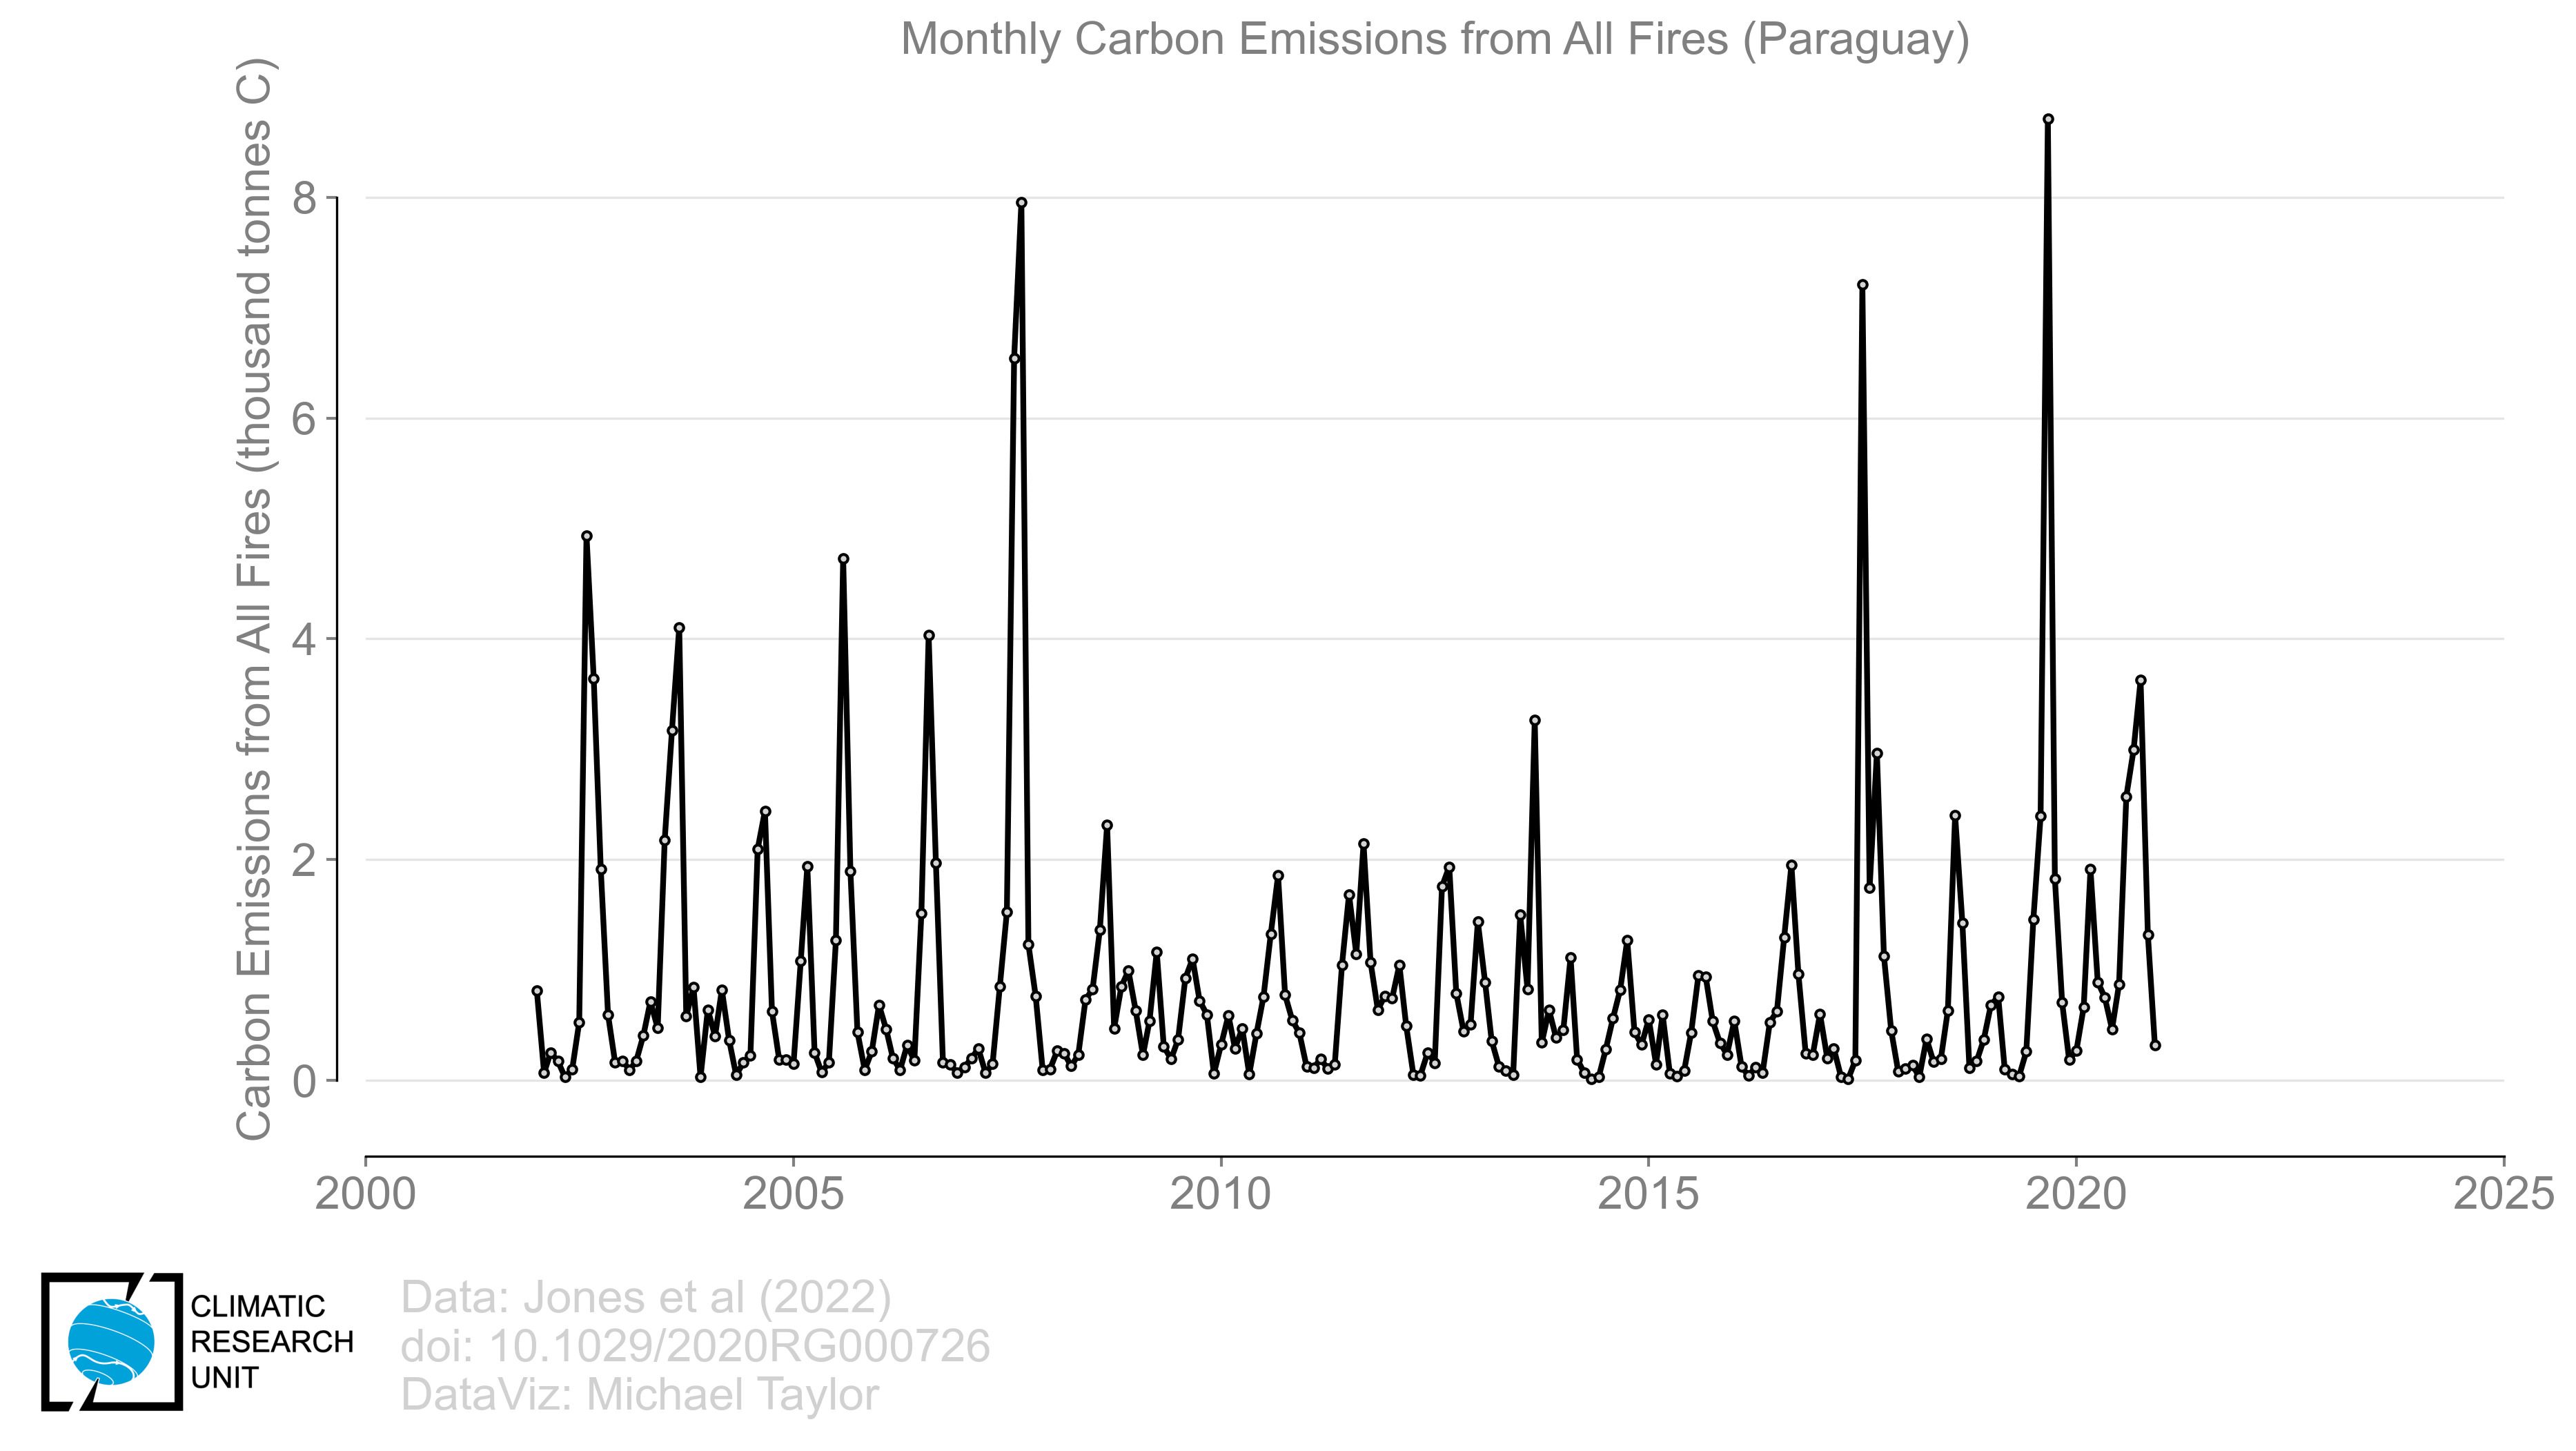 Monthly Carbon Emissions from All Fires (Paraguay)
Carbon Emissions from All Fires (thousand tonnes C)
8
6
4
2
0
2000
2005
2010
2015
2020
2025
CLIMATIC
RESEARCH
UNIT
Data: Jones et al (2022)
doi: 10.1029/2020RG000726
DataViz: Michael Taylor